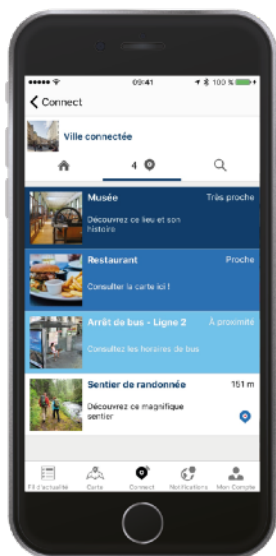 09:41 100 %
Connect
Ville connectée
4
Musée Très proche
Découvrez ce lieu et son
histoire
Restaurant Proche
Consulter la carte ici !
Arrêt de bus - Ligne 2 À proximité
Consultez les horaires de bus
Sentier de randonnée 151 m
Découvrez ce magnifique
sentier
Fil d'actualité Carte Connect Notifications Mon Compte